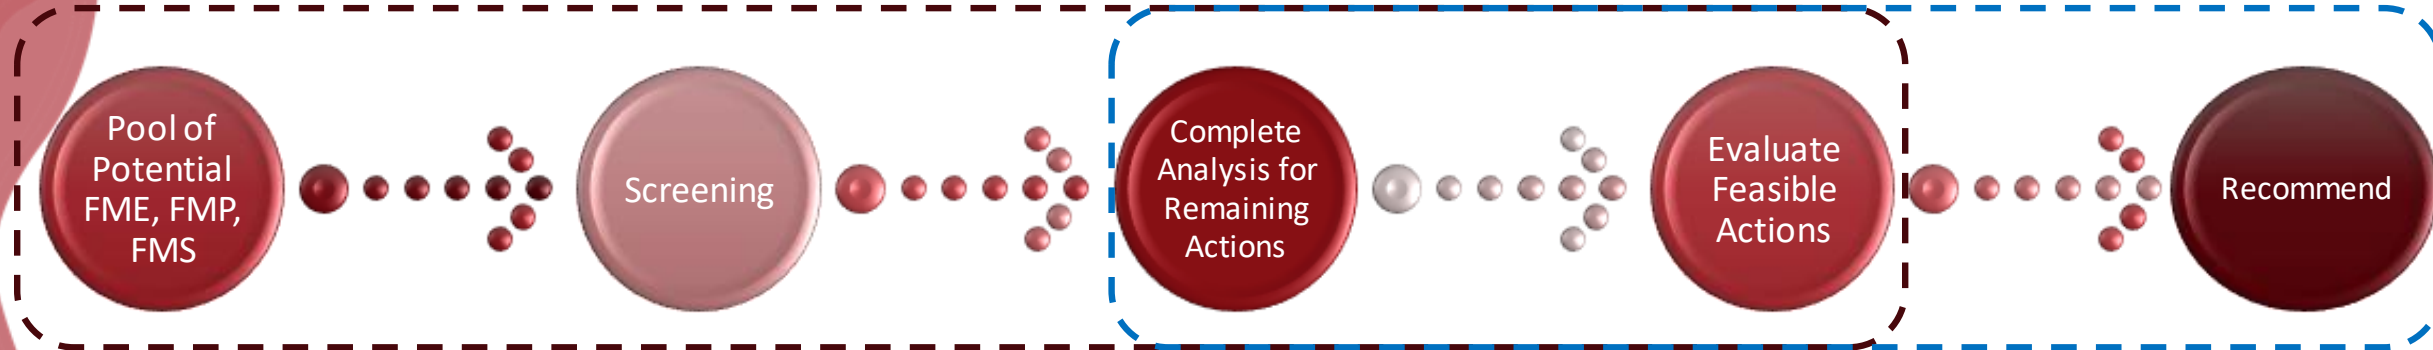 Pool of
Potential
FME, FMP,
FMS
Screening
Complete
Analysis for
Remaining
Actions
Evaluate
Feasible
Actions
Recommend